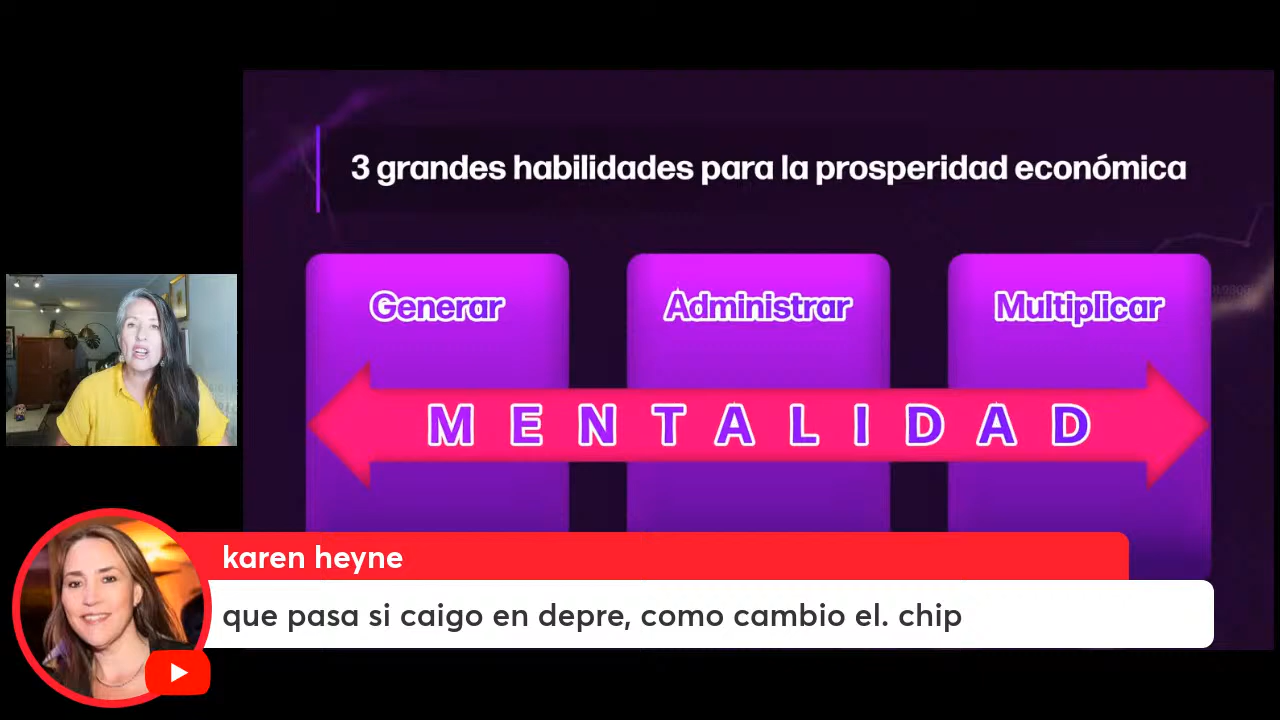 3 grandes habilidades para la prosperidad económica
Generar
Administrar
Multiplicar
MENTALIDAD
karen heyne
que pasa si caigo en depre, como cambio el. chip